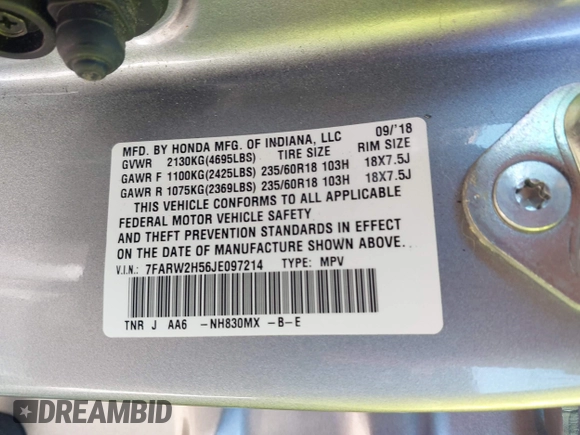 MFD. BY HONDA MFG. OF INDIANA, LLC 09/'18
GVWR 2130KG(4695LBS) TIRE SIZE RIM SIZE
GAWR F 1100KG(2425LBS) 235/60R18 103H 18X7.5J
GAWR R 1075KG(2369LBS) 235/60R18 103H 18X7.5J
THIS VEHICLE CONFORMS TO ALL APPLICABLE
FEDERAL MOTOR VEHICLE SAFETY
AND THEFT PREVENTION STANDARDS IN EFFECT
ON THE DATE OF MANUFACTURE SHOWN ABOVE.
V.I.N.: 7FARW2H56JE097214 TYPE: MPV
TNR J AA6 -NH830MX -B-E
DREAMBID